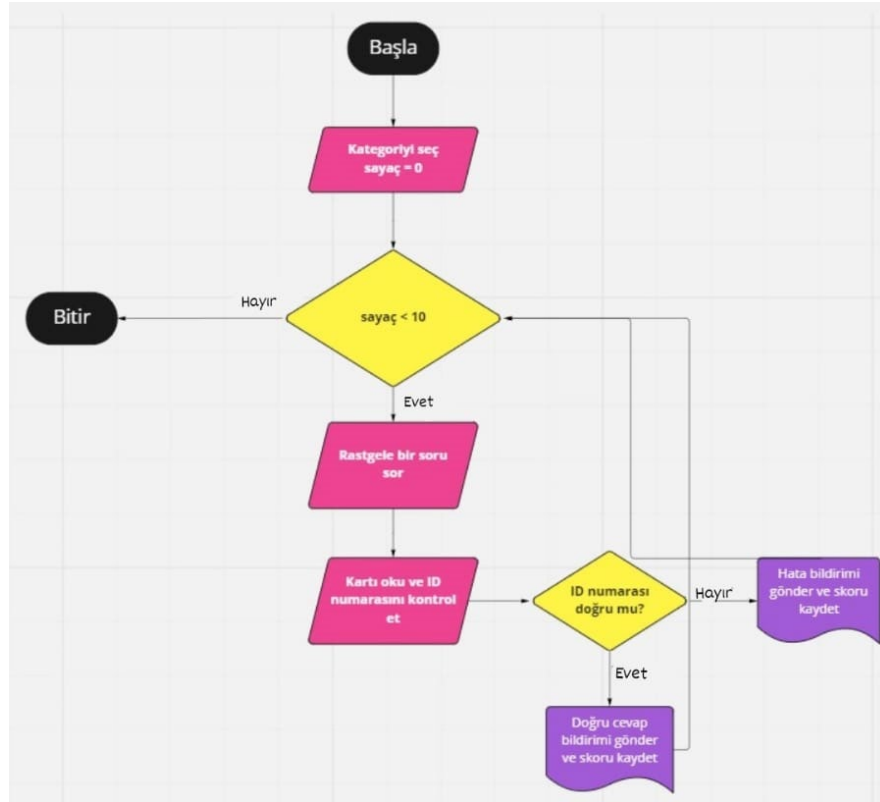 Başla
Kategoriyi seç
sayaç = 0
Hayır
Bitir
sayaç < 10
Evet
Rastgele bir soru
sor
Kartı oku ve ID
numarasını kontrol
et
ID numarası
doğru mu?
Hayır
Hata bildirimi
gönder ve skoru
kaydet
Evet
Doğru cevap
bildirimi gönder
ve skoru kaydet